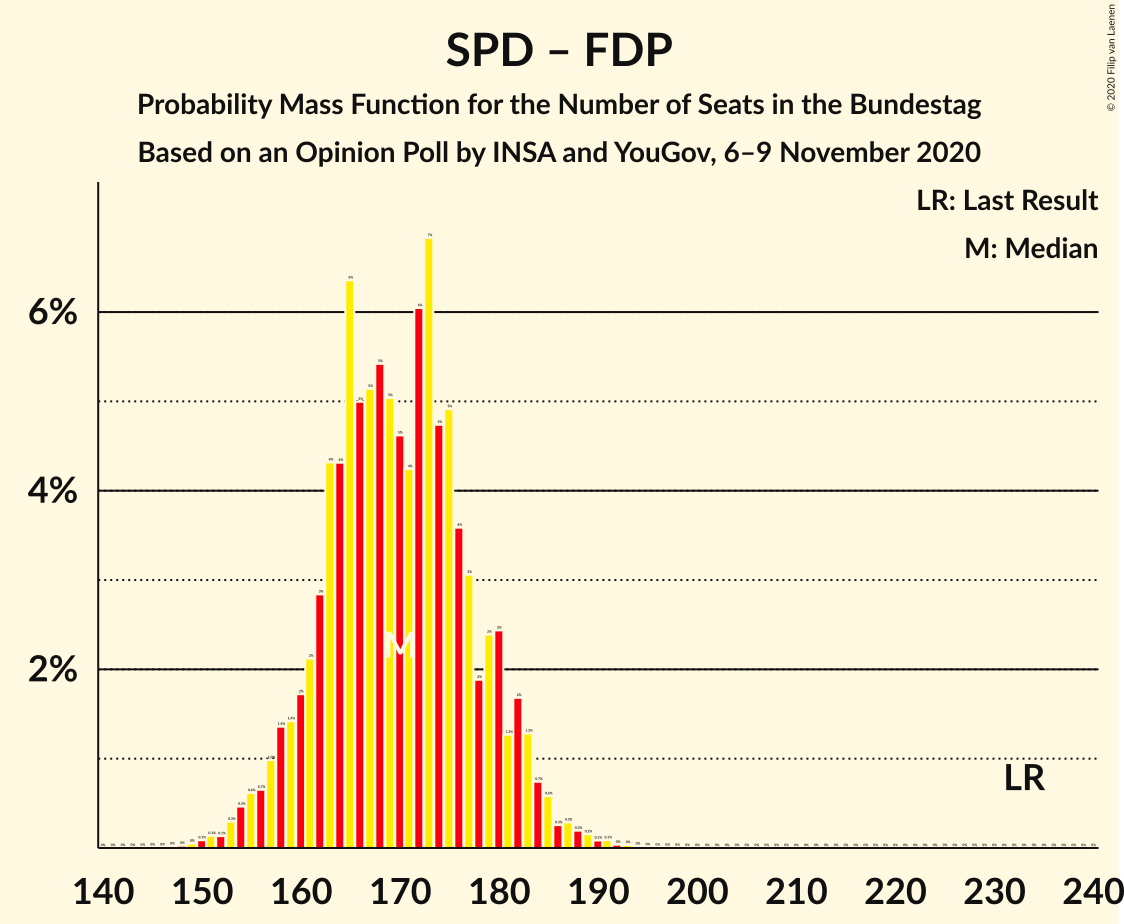 SPD – FDP
Probability Mass Function for the Number of Seats in the Bundestag
Based on an Opinion Poll by INSA and YouGov, 6–9 November 2020
© 2020 Filip van Laenen
LR: Last Result
M: Median
6%
4%
2%
M
LR
140 150 160 170 180 190 200 210 220 230 240